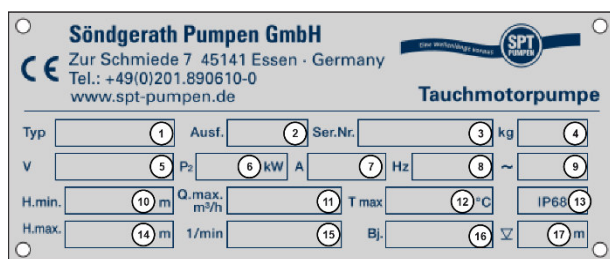 Söndgerath Pumpen GmbH
Zur Schmiede 7 45141 Essen · Germany
Tel.: +49(0)201.890610-0
www.spt-pumpen.de
CE
Eine Wellenlänge voraus!
SPT
PUMPEN
Tauchmotorpumpe
Typ 1 Ausf. 2 Ser.Nr. 3 kg 4
V 5 P2 6 kW A 7 Hz 8 ~ 9
H.min. 10 m Q.max. m³/h 11 T max 12 °C IP68 13
H.max. 14 m 1/min 15 Bj. 16 17 m